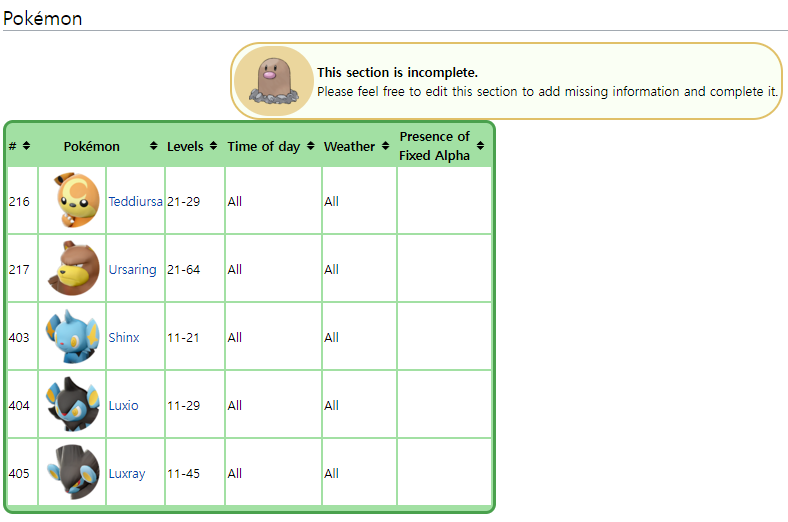 Pokémon
This section is incomplete.
Please feel free to edit this section to add missing information and complete it.
# Pokémon Levels Time of day Weather Presence of Fixed Alpha
216 Teddiursa 21-29 All All
217 Ursaring 21-64 All All
403 Shinx 11-21 All All
404 Luxio 11-29 All All
405 Luxray 11-45 All All